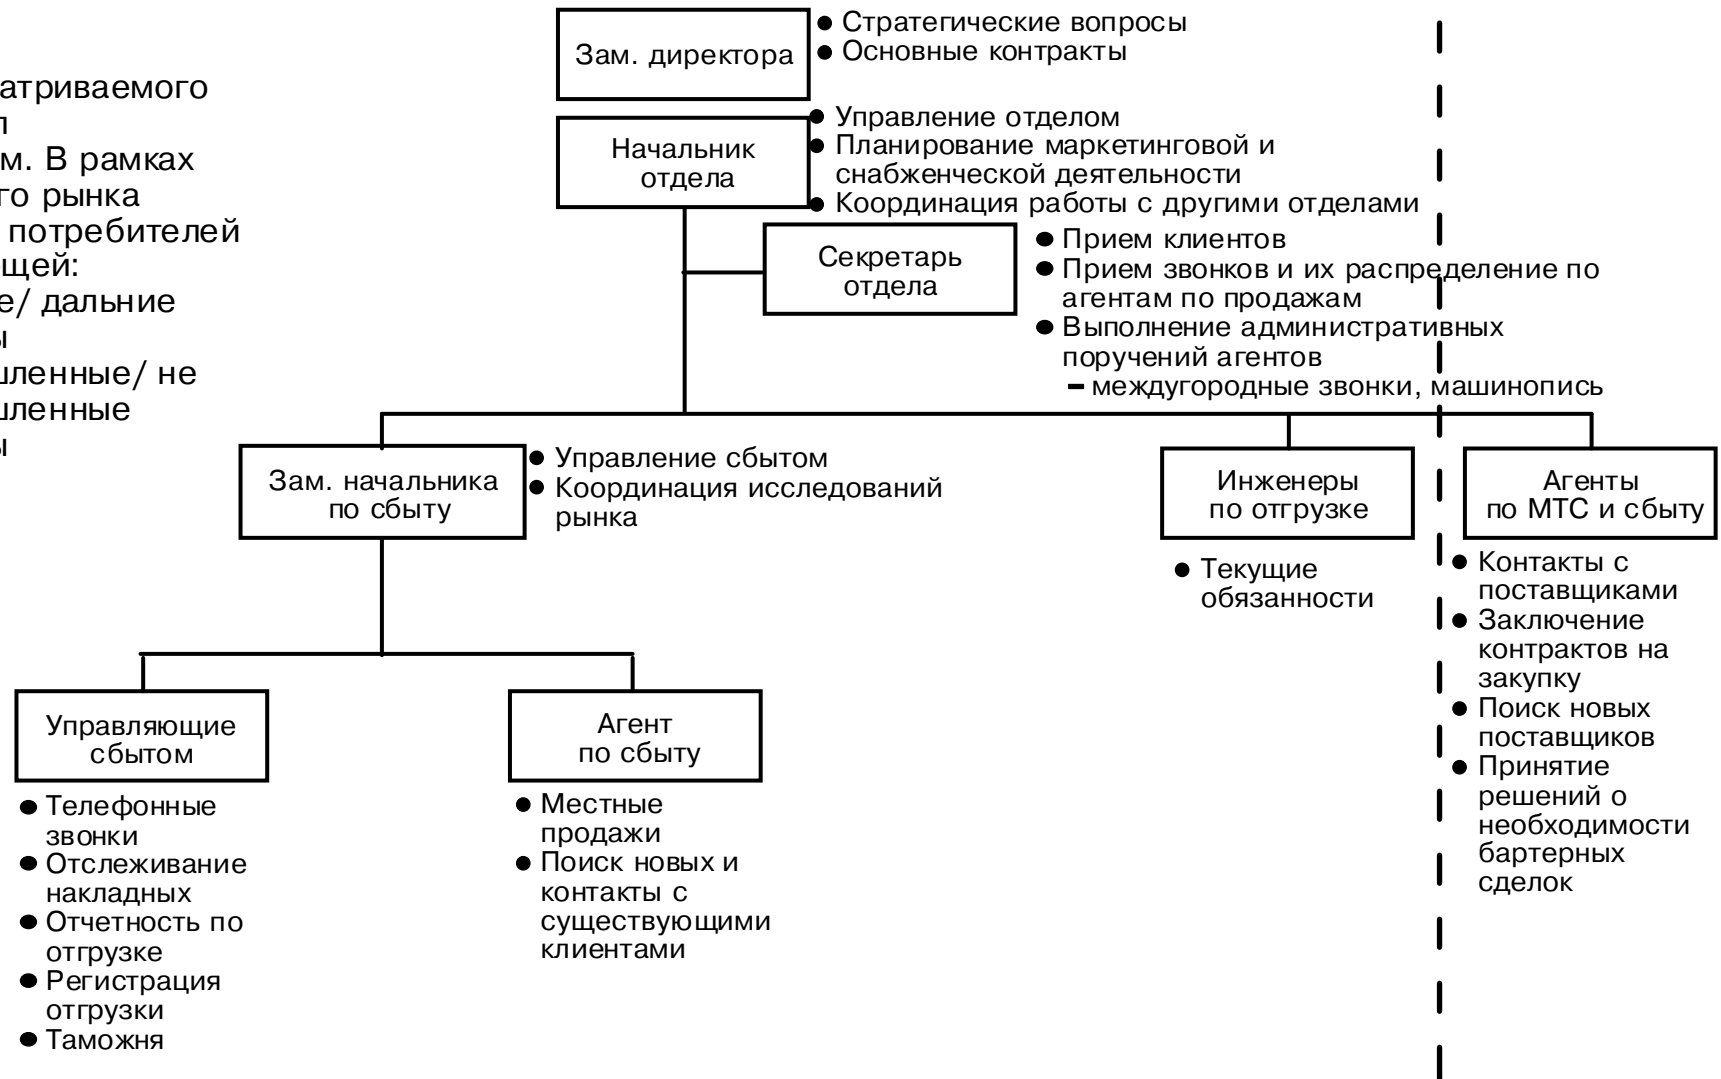 Зам. директора
● Стратегические вопросы
● Основные контракты
атриваемого
м. В рамках
го рынка
потребителей
щей:
е/ дальние
ы
шленные/ не
шленные
ы
Начальник
отдела
● Управление отделом
● Планирование маркетинговой и
снабженческой деятельности
● Координация работы с другими отделами
Секретарь
отдела
● Прием клиентов
● Прием звонков и их распределение по
агентам по продажам
● Выполнение административных
поручений агентов
– междугородные звонки, машинопись
Зам. начальника
по сбыту
● Управление сбытом
● Координация исследований
рынка
Инженеры
по отгрузке
● Текущие
обязанности
Агенты
по МТС и сбыту
● Контакты с
поставщиками
● Заключение
контрактов на
закупку
● Поиск новых
поставщиков
● Принятие
решений о
необходимости
бартерных
сделок
Управляющие
сбытом
● Телефонные
звонки
● Отслеживание
накладных
● Отчетность по
отгрузке
● Регистрация
отгрузки
● Таможня
Агент
по сбыту
● Местные
продажи
● Поиск новых и
контакты с
существующими
клиентами